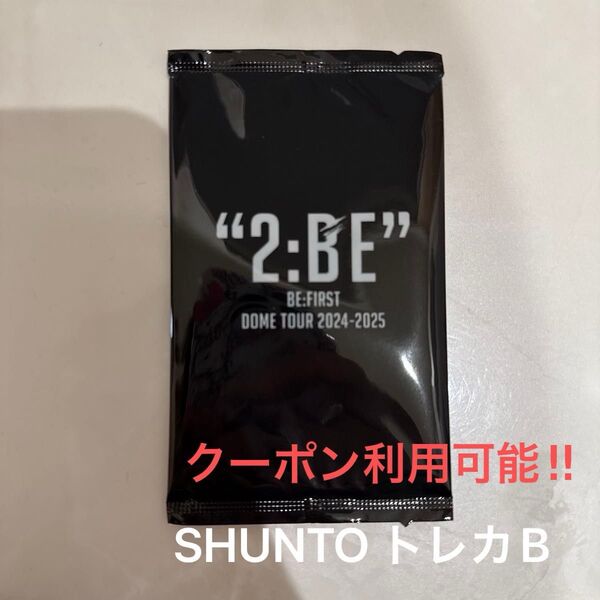 “2:BE”
BE:FIRST
DOME TOUR 2024-2025
クーポン利用可能‼
SHUNTO トレカB